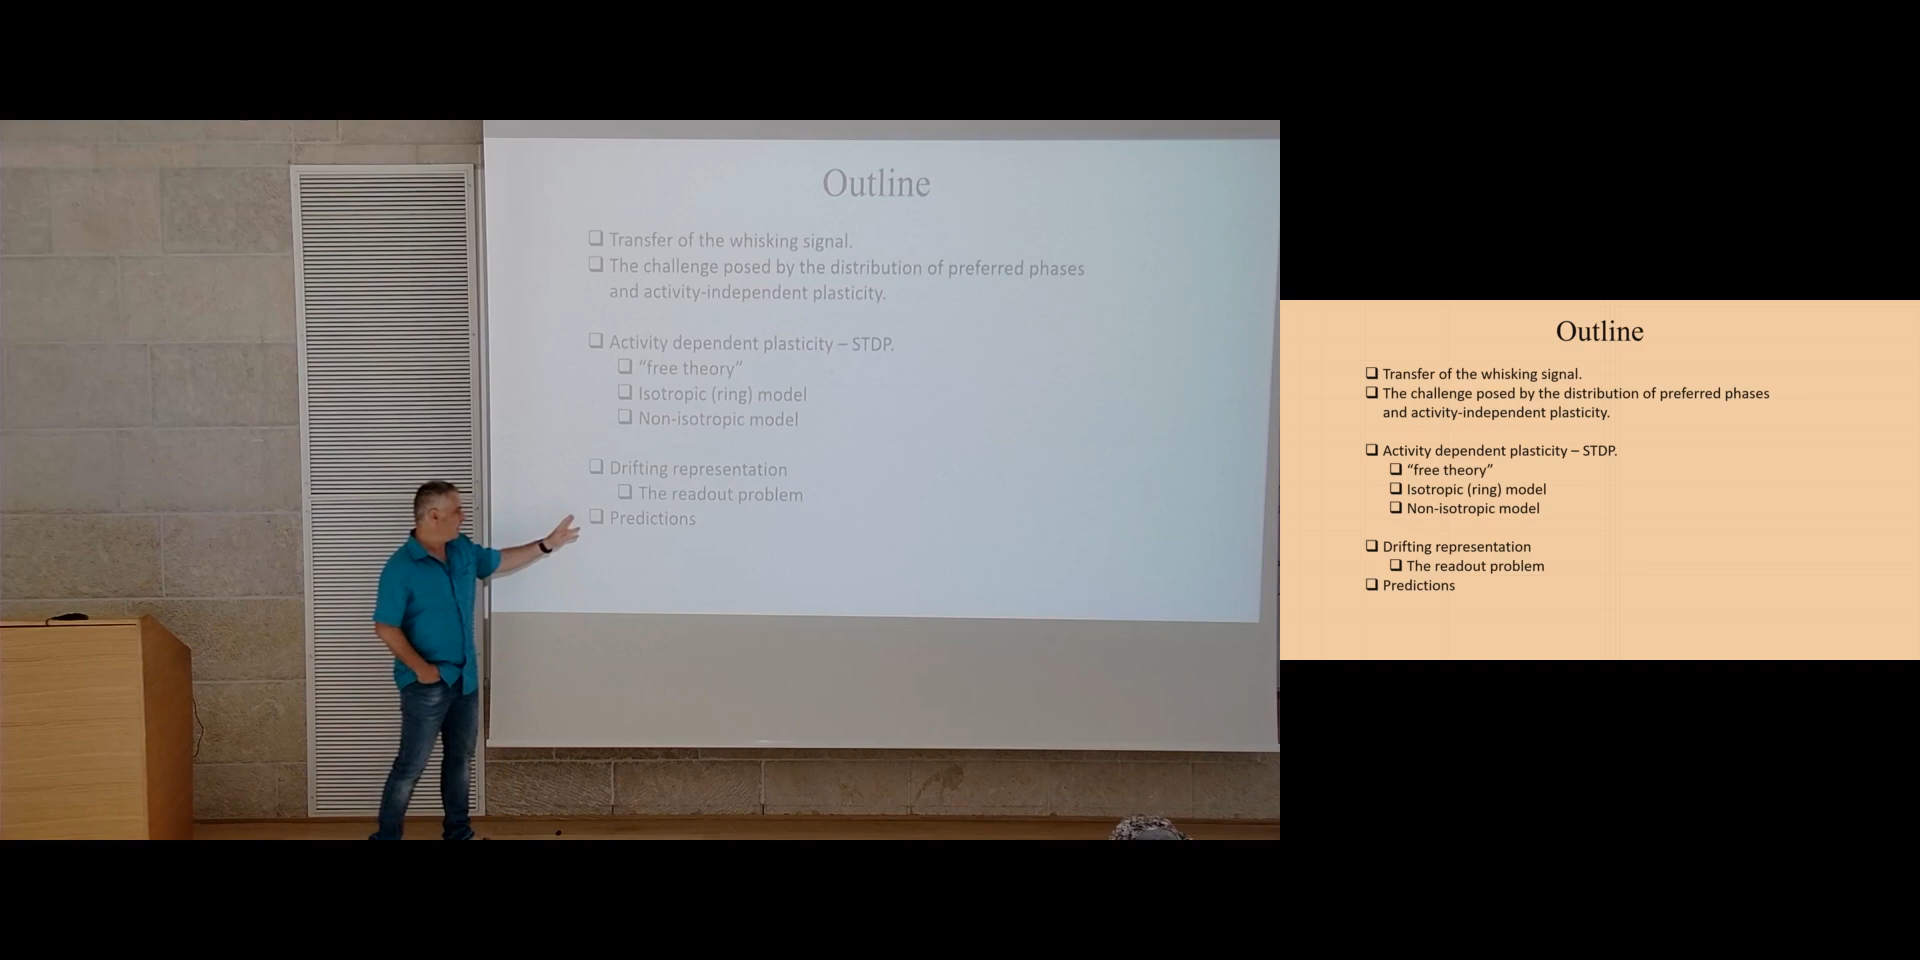 Outline
❑ Transfer of the whisking signal.
❑ The challenge posed by the distribution of preferred phases
and activity-independent plasticity.
❑ Activity dependent plasticity – STDP.
❑ “free theory”
❑ Isotropic (ring) model
❑ Non-isotropic model
❑ Drifting representation
❑ The readout problem
❑ Predictions
Outline
❑ Transfer of the whisking signal.
❑ The challenge posed by the distribution of preferred phases
and activity-independent plasticity.
❑ Activity dependent plasticity – STDP.
❑ “free theory”
❑ Isotropic (ring) model
❑ Non-isotropic model
❑ Drifting representation
❑ The readout problem
❑ Predictions